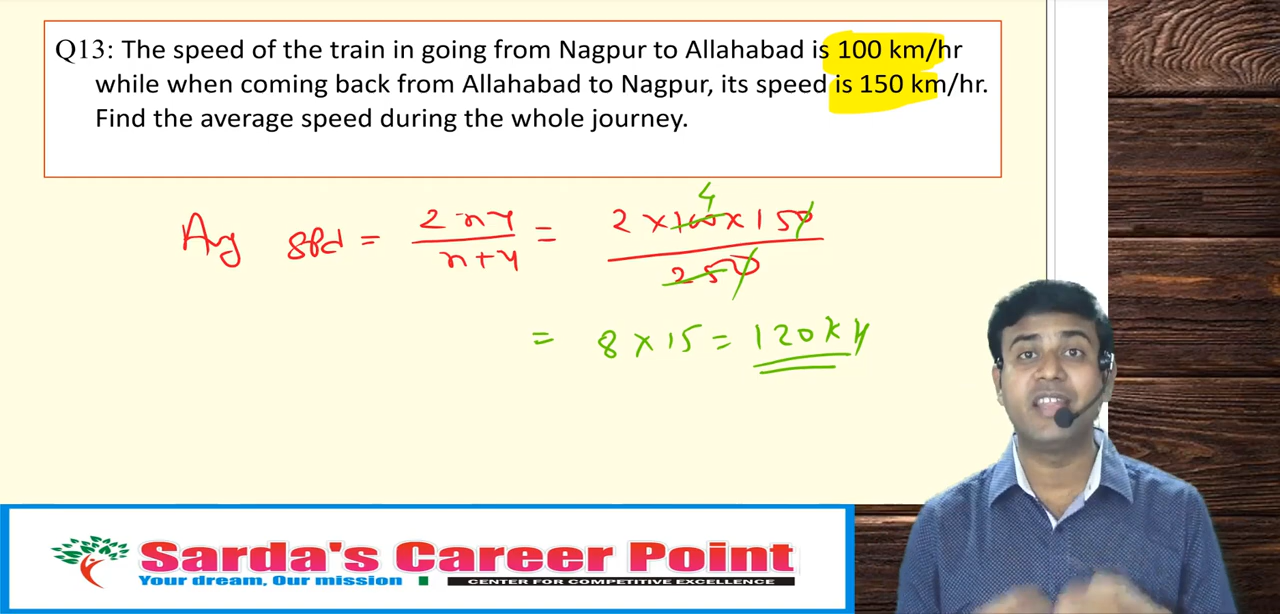 Q13: The speed of the train in going from Nagpur to Allahabad is 100 km/hr
while when coming back from Allahabad to Nagpur, its speed is 150 km/hr.
Find the average speed during the whole journey.
4
Avg spd = 2xy / x+y = 2 × 100 × 150 / 250
= 8 × 15 = 120 k
Sarda's Career Point
Your dream, Our mission
CENTER FOR COMPETITIVE EXCELLENCE